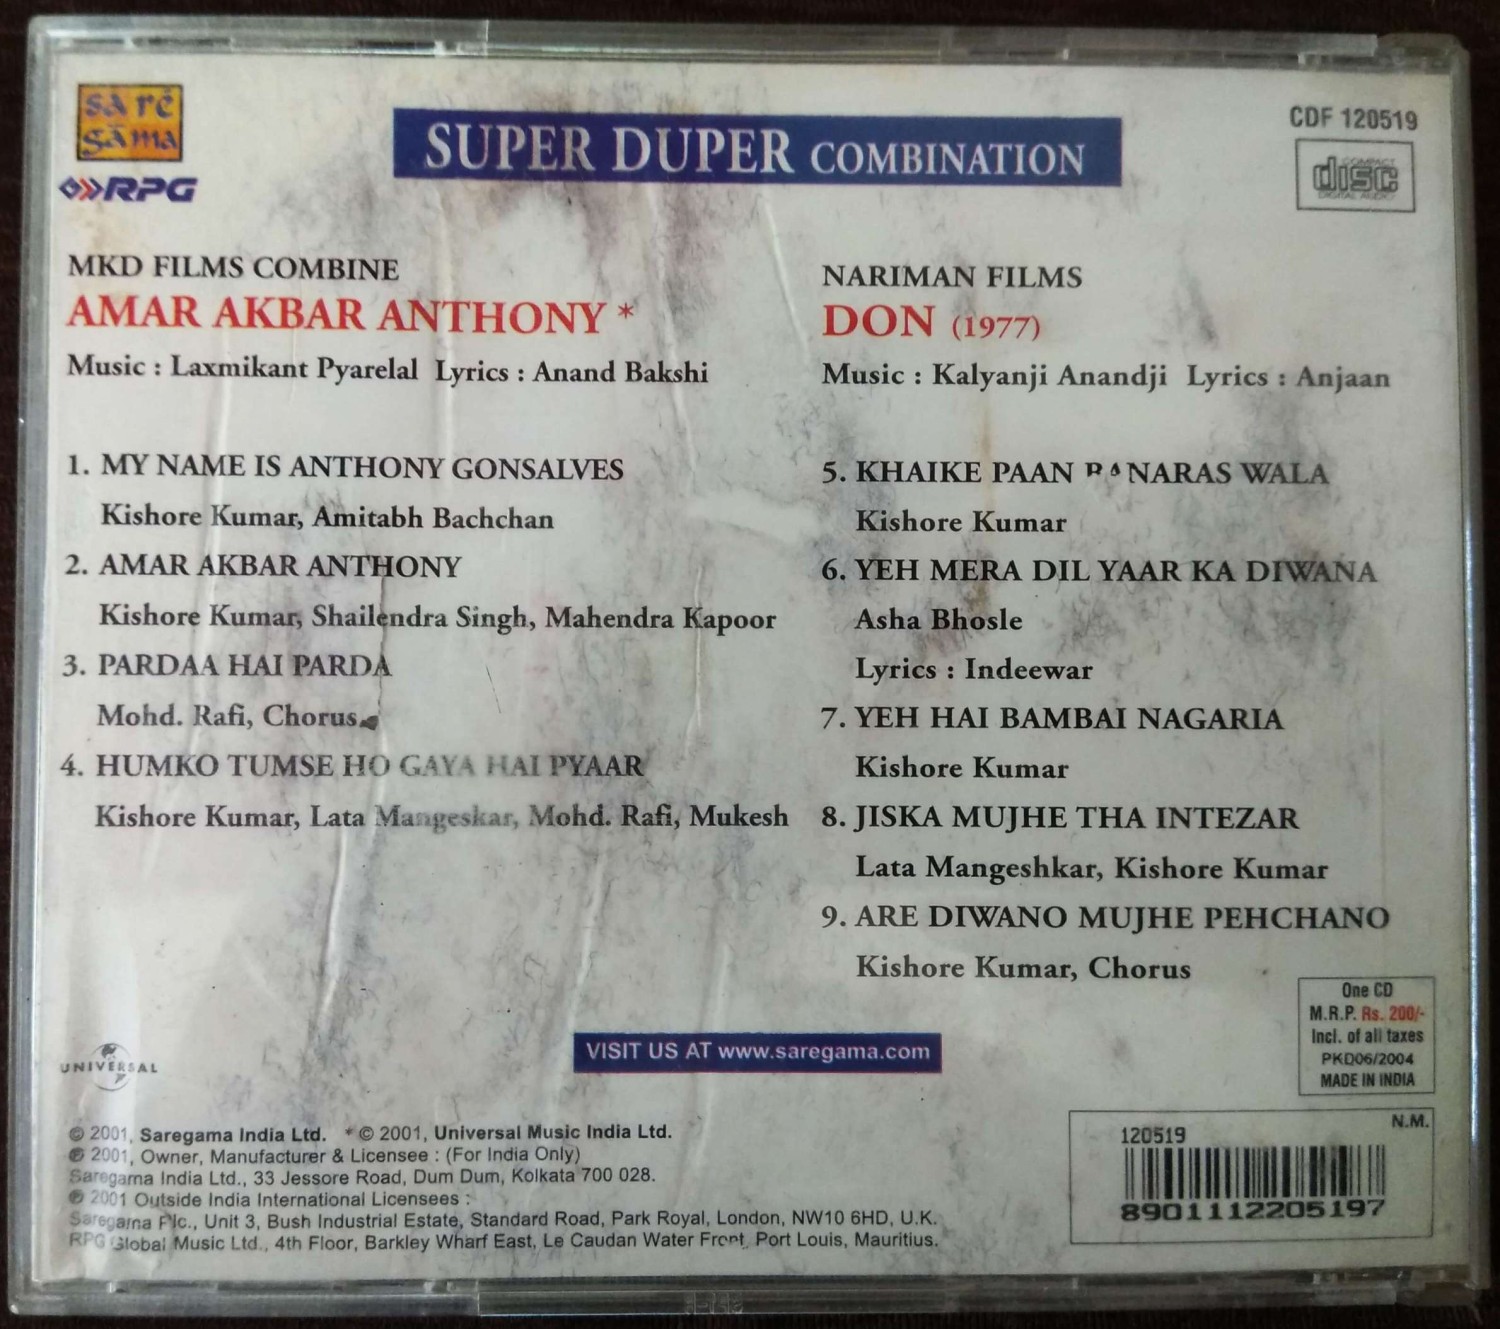 sa rē
gāma
RPG
SUPER DUPER COMBINATION
CDF 120519
COMPACT
disc
DIGITAL AUDIO
MKD FILMS COMBINE
AMAR AKBAR ANTHONY *
Music : Laxmikant Pyarelal Lyrics : Anand Bakshi
1. MY NAME IS ANTHONY GONSALVES
Kishore Kumar, Amitabh Bachchan
2. AMAR AKBAR ANTHONY
Kishore Kumar, Shailendra Singh, Mahendra Kapoor
3. PARDAA HAI PARDA
Mohd. Rafi, Chorus
4. HUMKO TUMSE HO GAYA HAI PYAAR
Kishore Kumar, Lata Mangeskar, Mohd. Rafi, Mukesh
NARIMAN FILMS
DON (1977)
Music : Kalyanji Anandji Lyrics : Anjaan
5. KHAIKE PAAN BANARAS WALA
Kishore Kumar
6. YEH MERA DIL YAAR KA DIWANA
Asha Bhosle
Lyrics : Indeewar
7. YEH HAI BAMBAI NAGARIA
Kishore Kumar
8. JISKA MUJHE THA INTEZAR
Lata Mangeshkar, Kishore Kumar
9. ARE DIWANO MUJHE PEHCHANO
Kishore Kumar, Chorus
One CD
M.R.P. Rs. 200/-
Incl. of all taxes
PKD06/2004
MADE IN INDIA
VISIT US AT www.saregama.com
UNIVERSAL
© 2001, Saregama India Ltd. * © 2001, Universal Music India Ltd.
℗ 2001, Owner, Manufacturer & Licensee : (For India Only)
Saregama India Ltd., 33 Jessore Road, Dum Dum, Kolkata 700 028.
℗ 2001 Outside India International Licensees :
Saregama Plc., Unit 3, Bush Industrial Estate, Standard Road, Park Royal, London, NW10 6HD, U.K.
RPG Global Music Ltd., 4th Floor, Barkley Wharf East, Le Caudan Water Front, Port Louis, Mauritius.
N.M.
120519
8901112205197